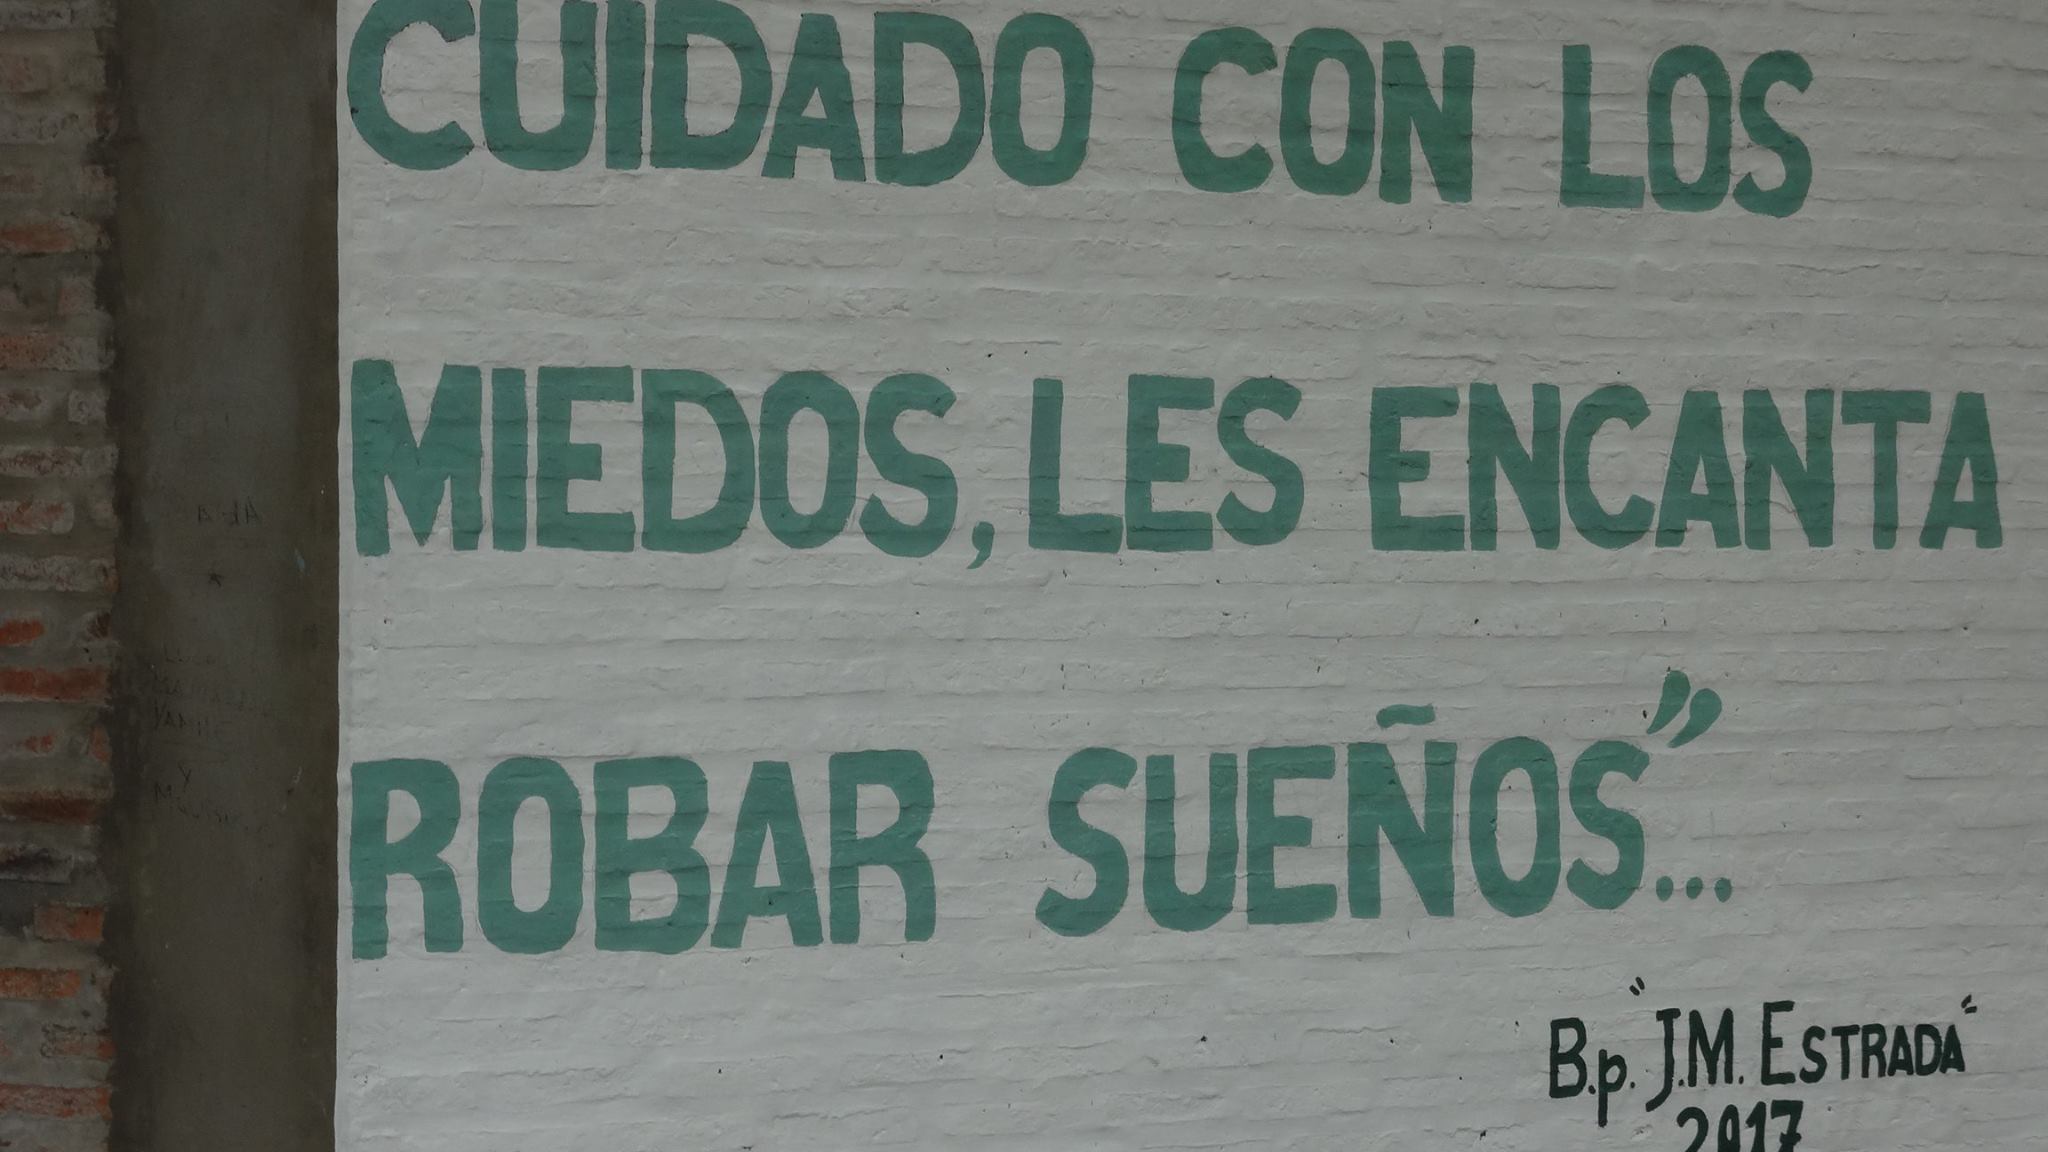 CUIDADO CON LOS
MIEDOS, LES ENCANTA
ROBAR SUEÑOS”...
B.p. "J.M. ESTRADA"
2017